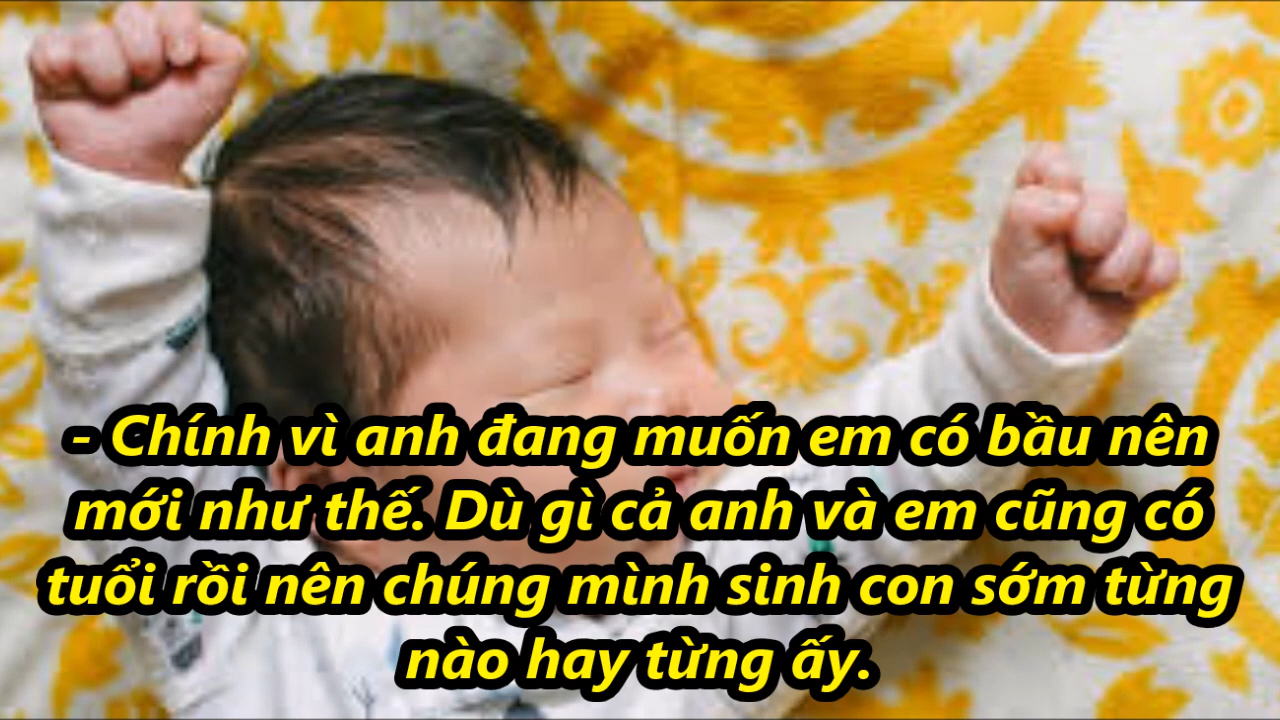 - Chính vì anh đang muốn em có bầu nên
mới như thế. Dù gì cả anh và em cũng có
tuổi rồi nên chúng mình sinh con sớm từng
nào hay từng ấy.